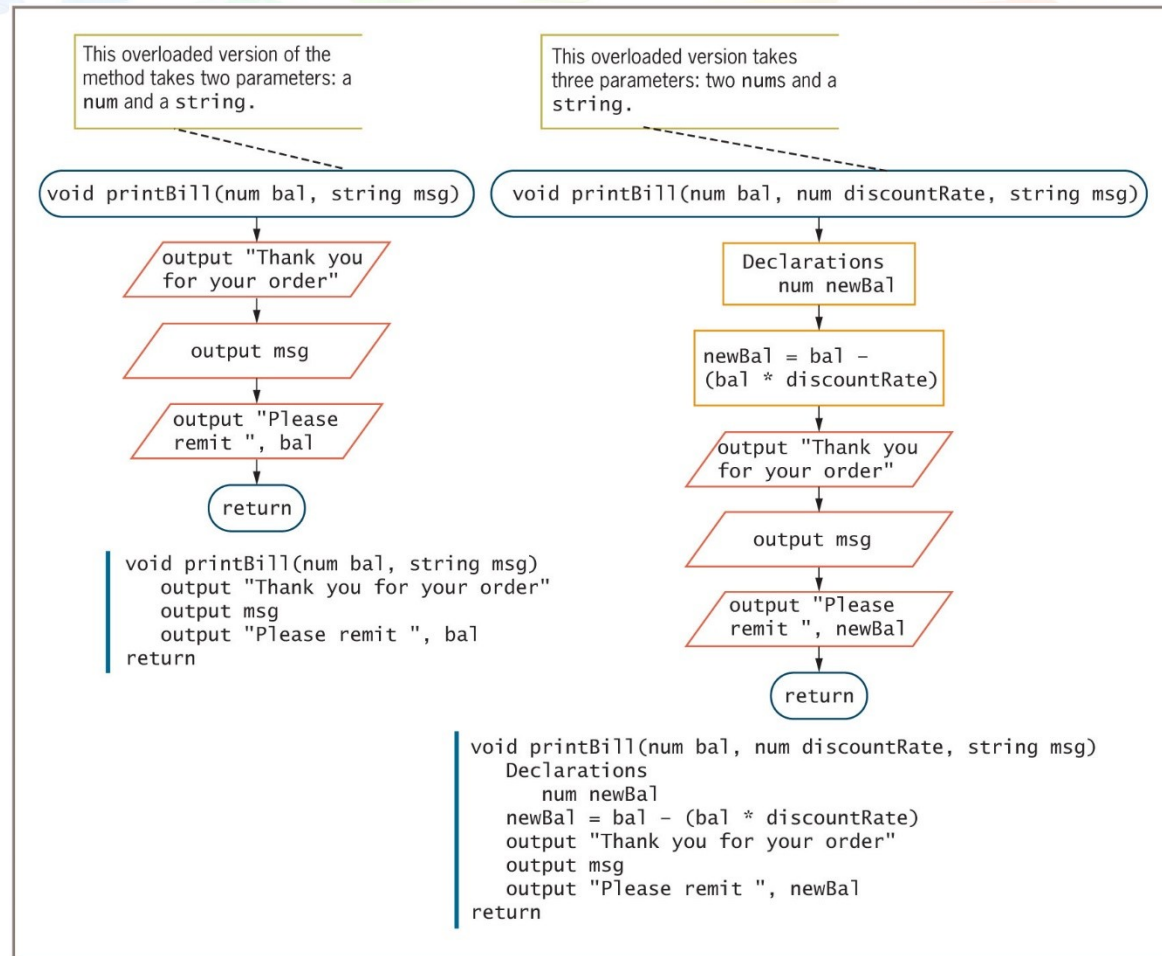 This overloaded version of the
method takes two parameters: a
num and a string.
void printBill(num bal, string msg)
output "Thank you
for your order"
output msg
output "Please
remit ", bal
return
void printBill(num bal, string msg)
output "Thank you for your order"
output msg
output "Please remit ", bal
return
This overloaded version takes
three parameters: two nums and a
string.
void printBill(num bal, num discountRate, string msg)
Declarations
num newBal
newBal = bal –
(bal * discountRate)
output "Thank you
for your order"
output msg
output "Please
remit ", newBal
return
void printBill(num bal, num discountRate, string msg)
Declarations
num newBal
newBal = bal – (bal * discountRate)
output "Thank you for your order"
output msg
output "Please remit ", newBal
return